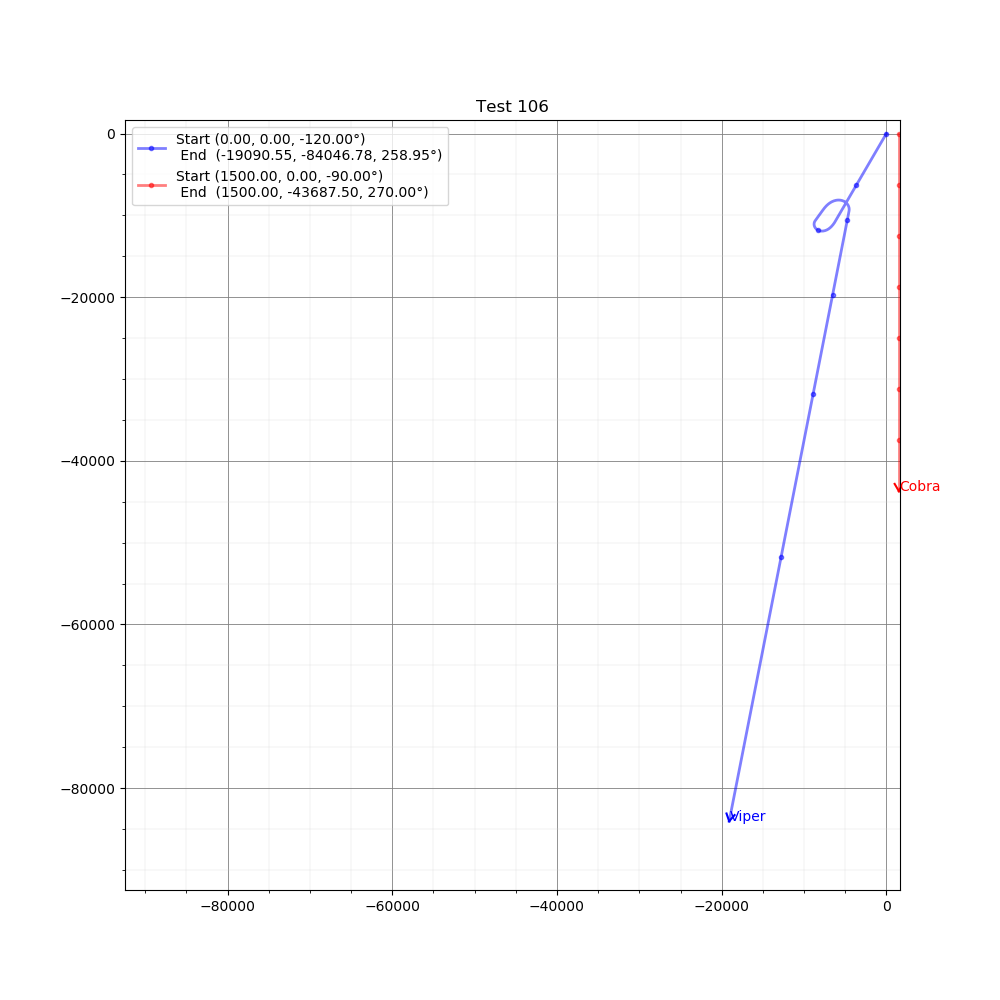 Test 106
Start (0.00, 0.00, -120.00°)
End  (-19090.55, -84046.78, 258.95°)
Start (1500.00, 0.00, -90.00°)
End  (1500.00, -43687.50, 270.00°)
0
−20000
−40000
−60000
−80000
Cobra
Viper
−80000
−60000
−40000
−20000
0